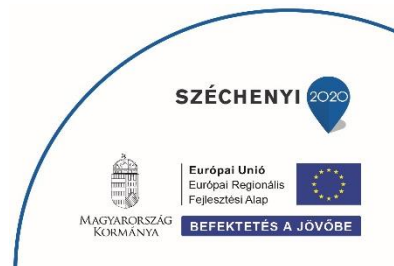 SZÉCHENYI 2020
MAGYARORSZÁG
KORMÁNYA
Európai Unió
Európai Regionális
Fejlesztési Alap
BEFEKTETÉS A JÖVŐBE